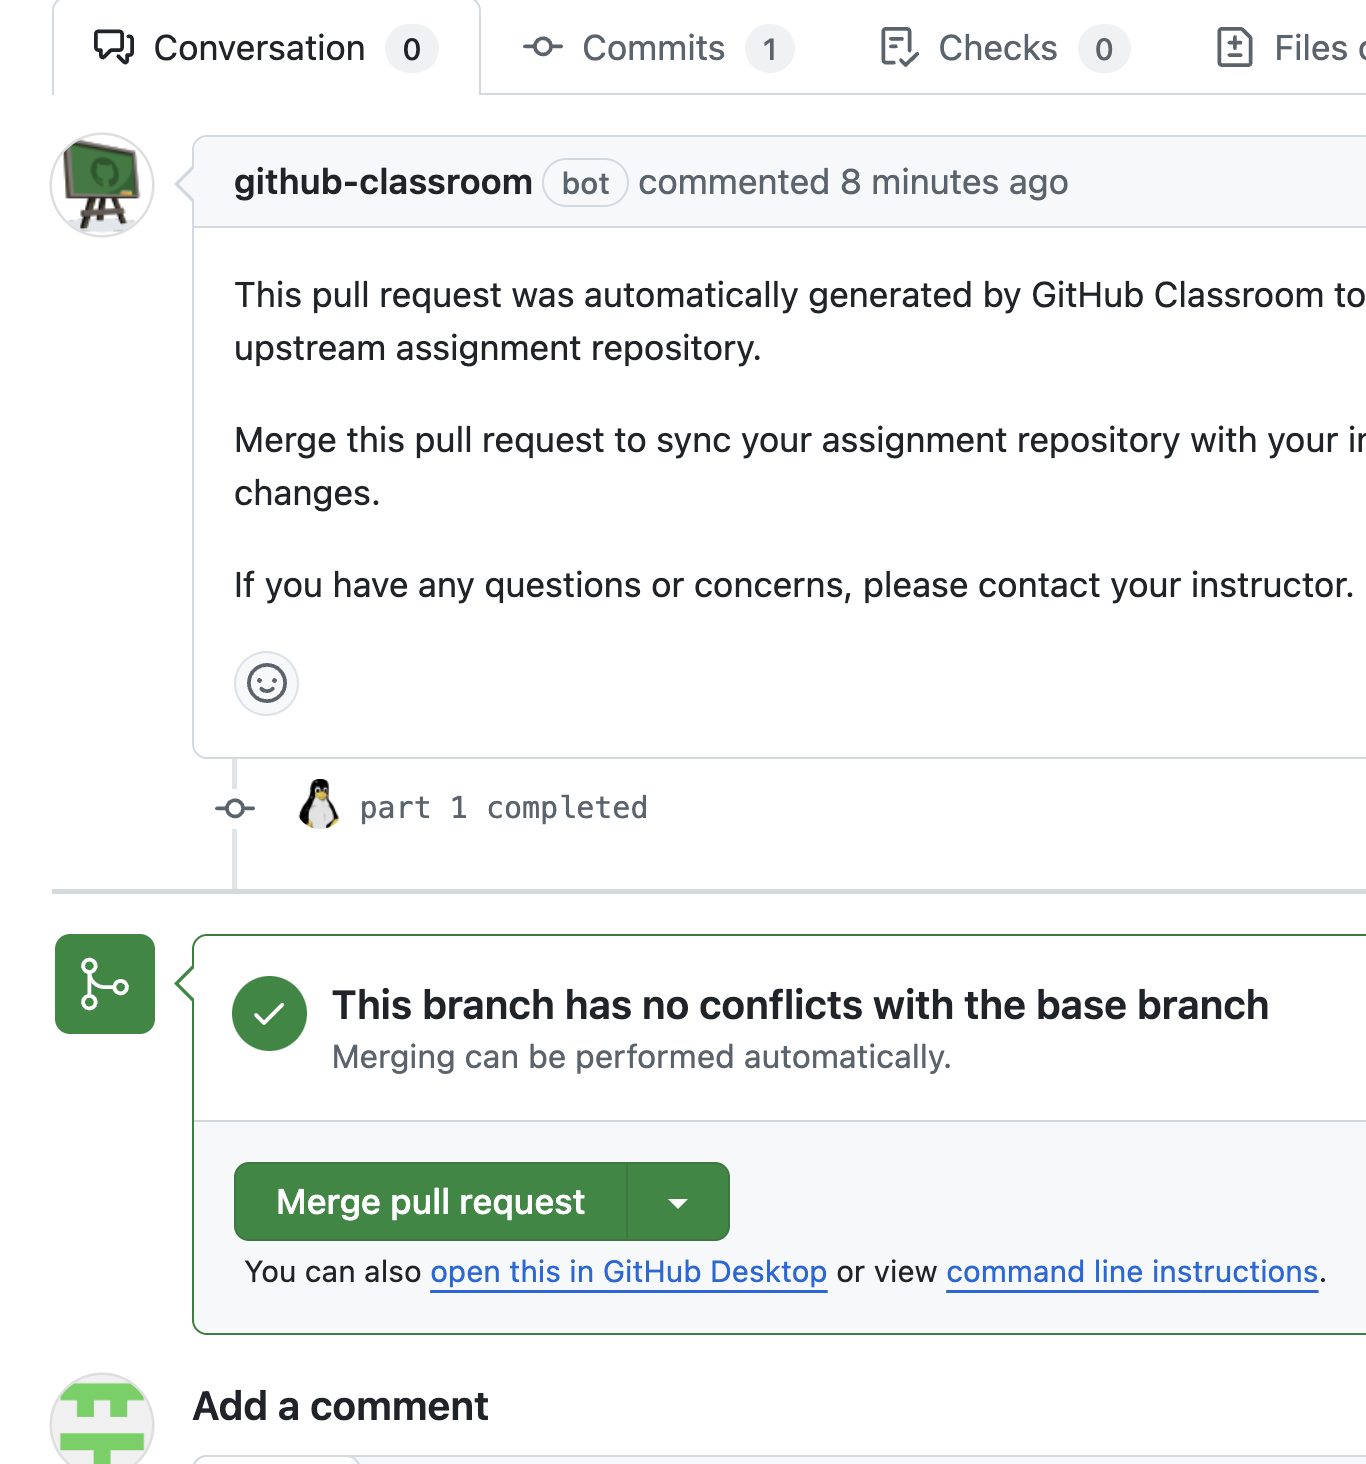 Conversation 0 Commits 1 Checks 0 Files
github-classroom bot commented 8 minutes ago
This pull request was automatically generated by GitHub Classroom to
upstream assignment repository.
Merge this pull request to sync your assignment repository with your
changes.
If you have any questions or concerns, please contact your instructor.
part 1 completed
This branch has no conflicts with the base branch
Merging can be performed automatically.
Merge pull request
You can also open this in GitHub Desktop or view command line instructions.
Add a comment